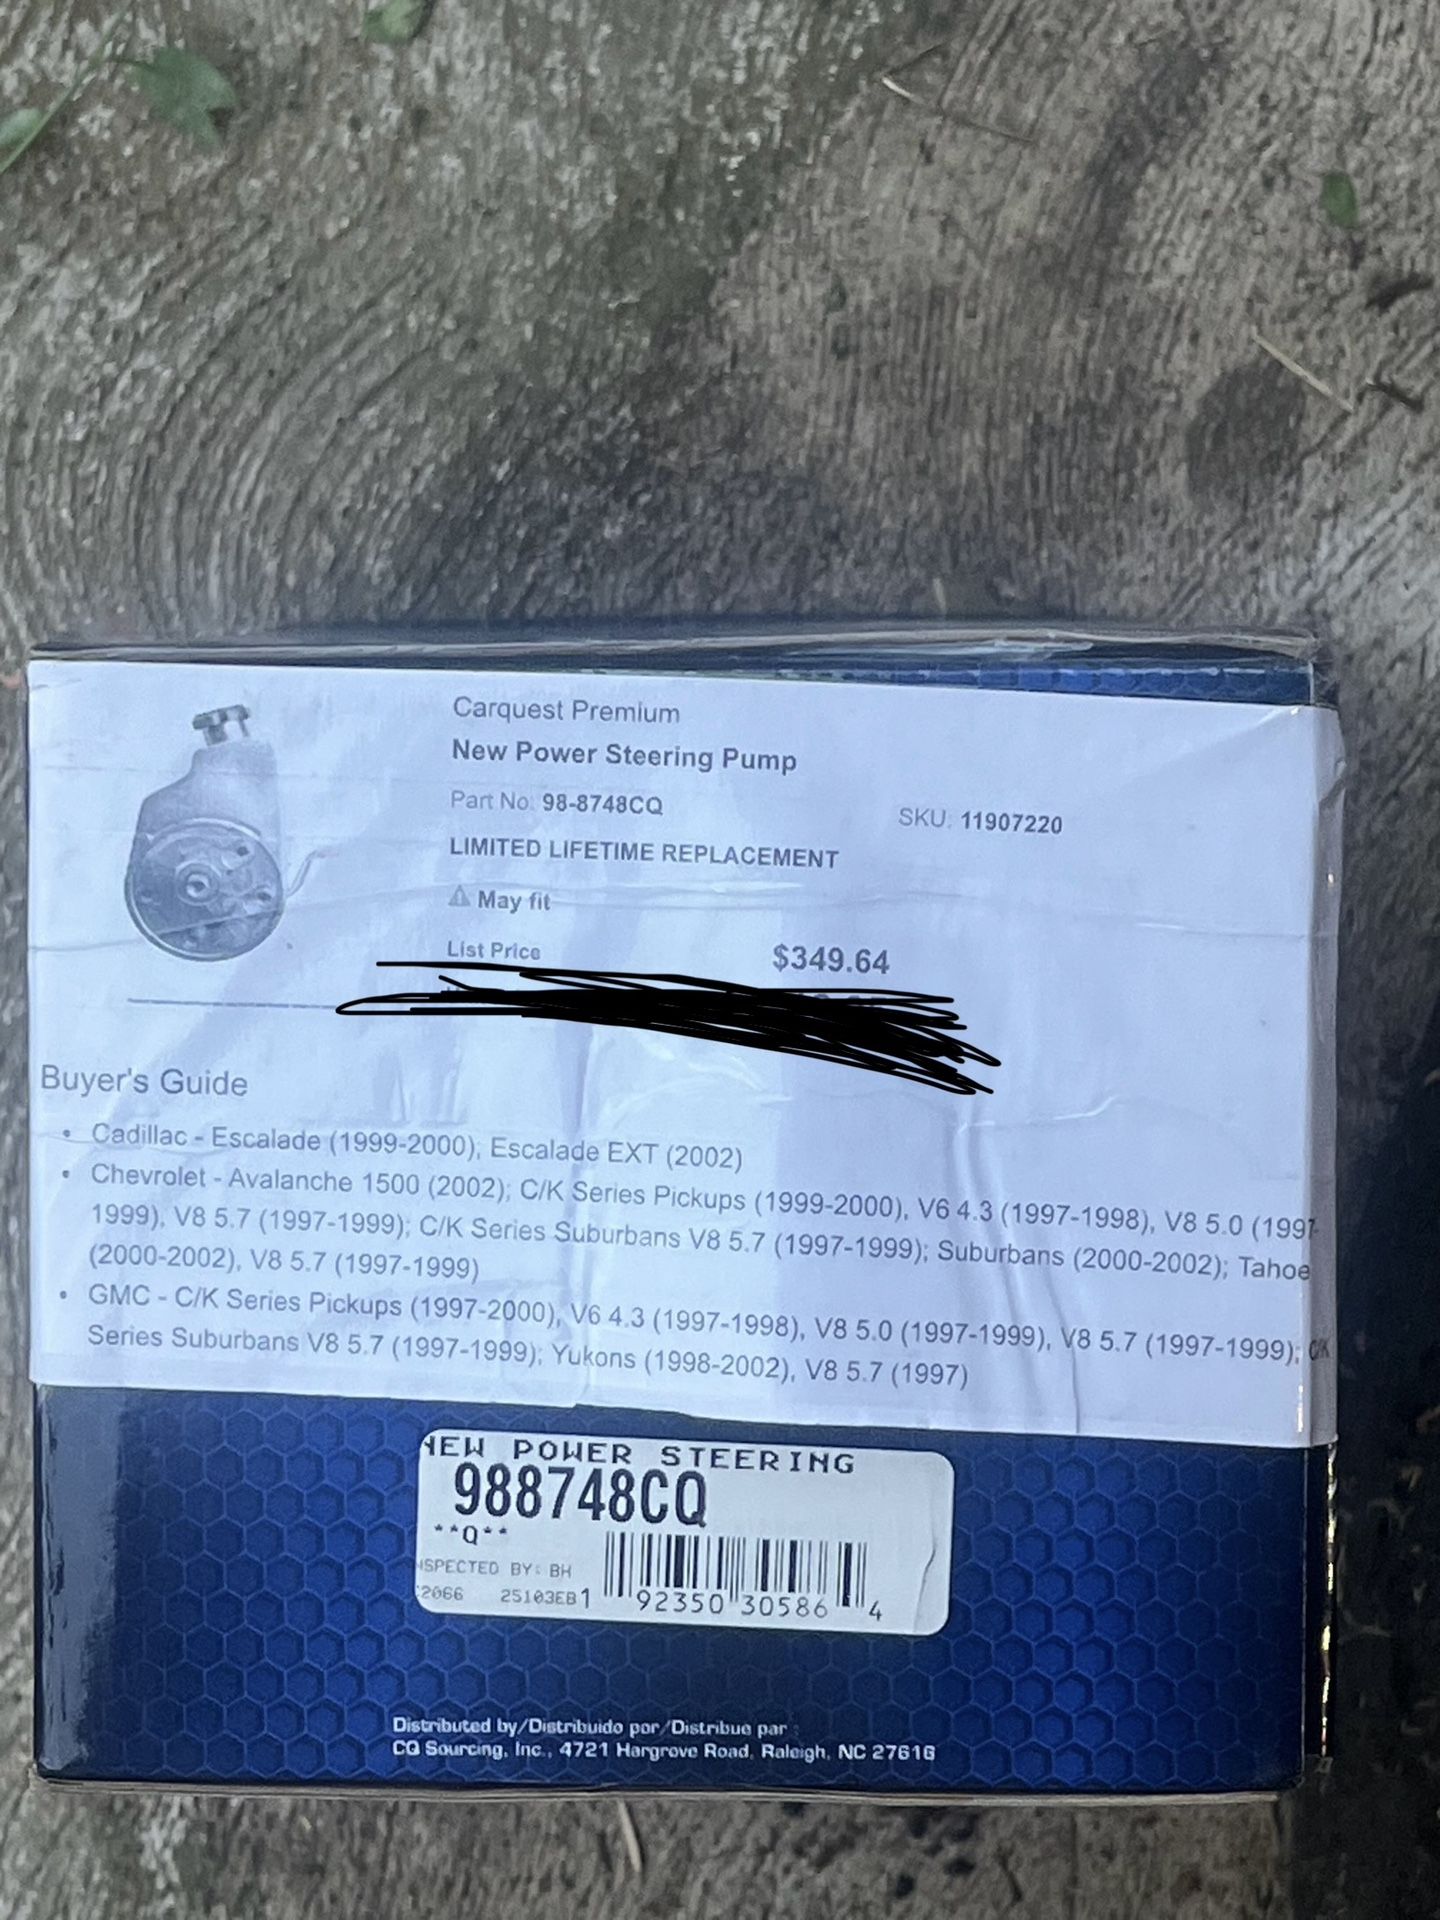 Carquest Premium
New Power Steering Pump
Part No: 98-8748CQ
SKU: 11907220
LIMITED LIFETIME REPLACEMENT
May fit
List Price $349.64
Buyer's Guide
• Cadillac - Escalade (1999-2000); Escalade EXT (2002)
• Chevrolet - Avalanche 1500 (2002); C/K Series Pickups (1999-2000), V6 4.3 (1997-1998), V8 5.0 (1997-
1999), V8 5.7 (1997-1999); C/K Series Suburbans V8 5.7 (1997-1999); Suburbans (2000-2002); Tahoe
(2000-2002), V8 5.7 (1997-1999)
• GMC - C/K Series Pickups (1997-2000), V6 4.3 (1997-1998), V8 5.0 (1997-1999), V8 5.7 (1997-1999); C/K
Series Suburbans V8 5.7 (1997-1999); Yukons (1998-2002), V8 5.7 (1997)
NEW POWER STEERING
988748CQ
**Q**
NSPECTED BY: BH
2066 25103EB
1 92350 30586 4
Distributed by/Distribuido por/Distribue par :
CQ Sourcing, Inc., 4721 Hargrove Road, Raleigh, NC 27616